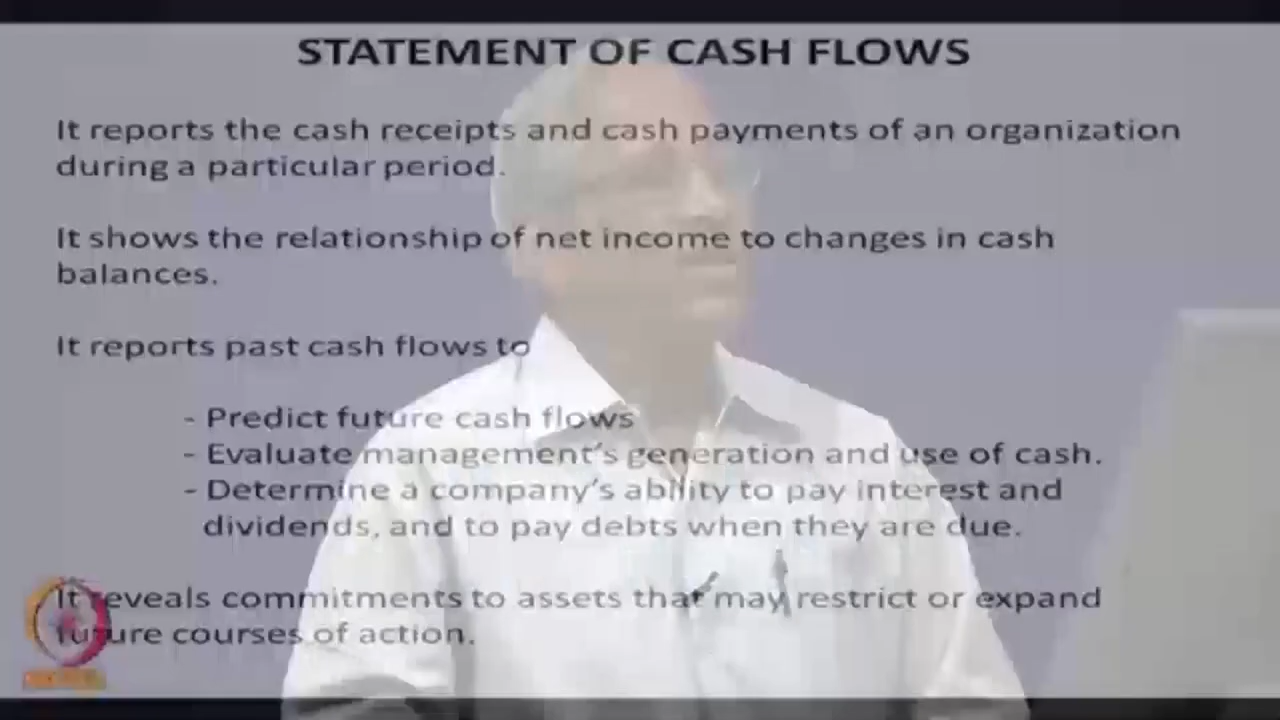 STATEMENT OF CASH FLOWS
It reports the cash receipts and cash payments of an organization
during a particular period.
It shows the relationship of net income to changes in cash
balances.
It reports past cash flows to
- Predict future cash flows
- Evaluate management's generation and use of cash.
- Determine a company's ability to pay interest and
dividends, and to pay debts when they are due.
It reveals commitments to assets that may restrict or expand
future courses of action.